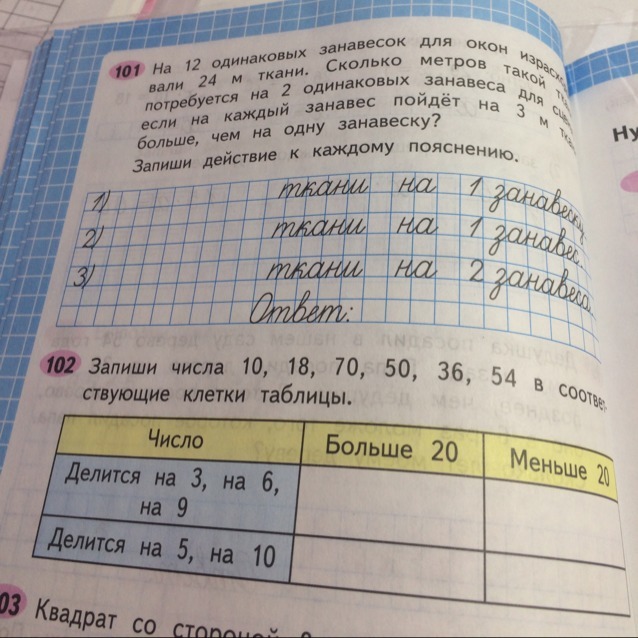 101 На 12 одинаковых занавесок для окон
вали 24 м ткани. Сколько метров такой
потребуется на 2 одинаковых занавеса для
если на каждый занавес пойдёт на 3 м
больше, чем на одну занавеску?
Запиши действие к каждому пояснению.
1) ткани на 1 занавеску.
2) ткани на 1 занавес.
3) ткани на 2 занавеса.
Ответ:
102 Запиши числа 10, 18, 70, 50, 36, 54 в соответ-
ствующие клетки таблицы.
Число Больше 20 Меньше 20
Делится на 3, на 6,
на 9
Делится на 5, на 10
03 Квадрат со стороной